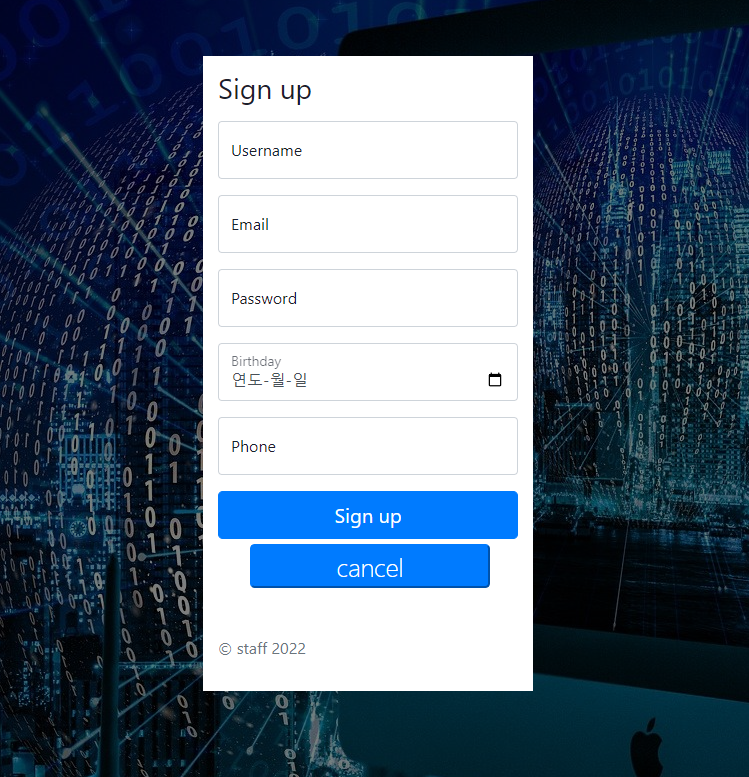 Sign up
Username
Email
Password
Birthday
연도-월-일
Phone
Sign up
cancel
© staff 2022